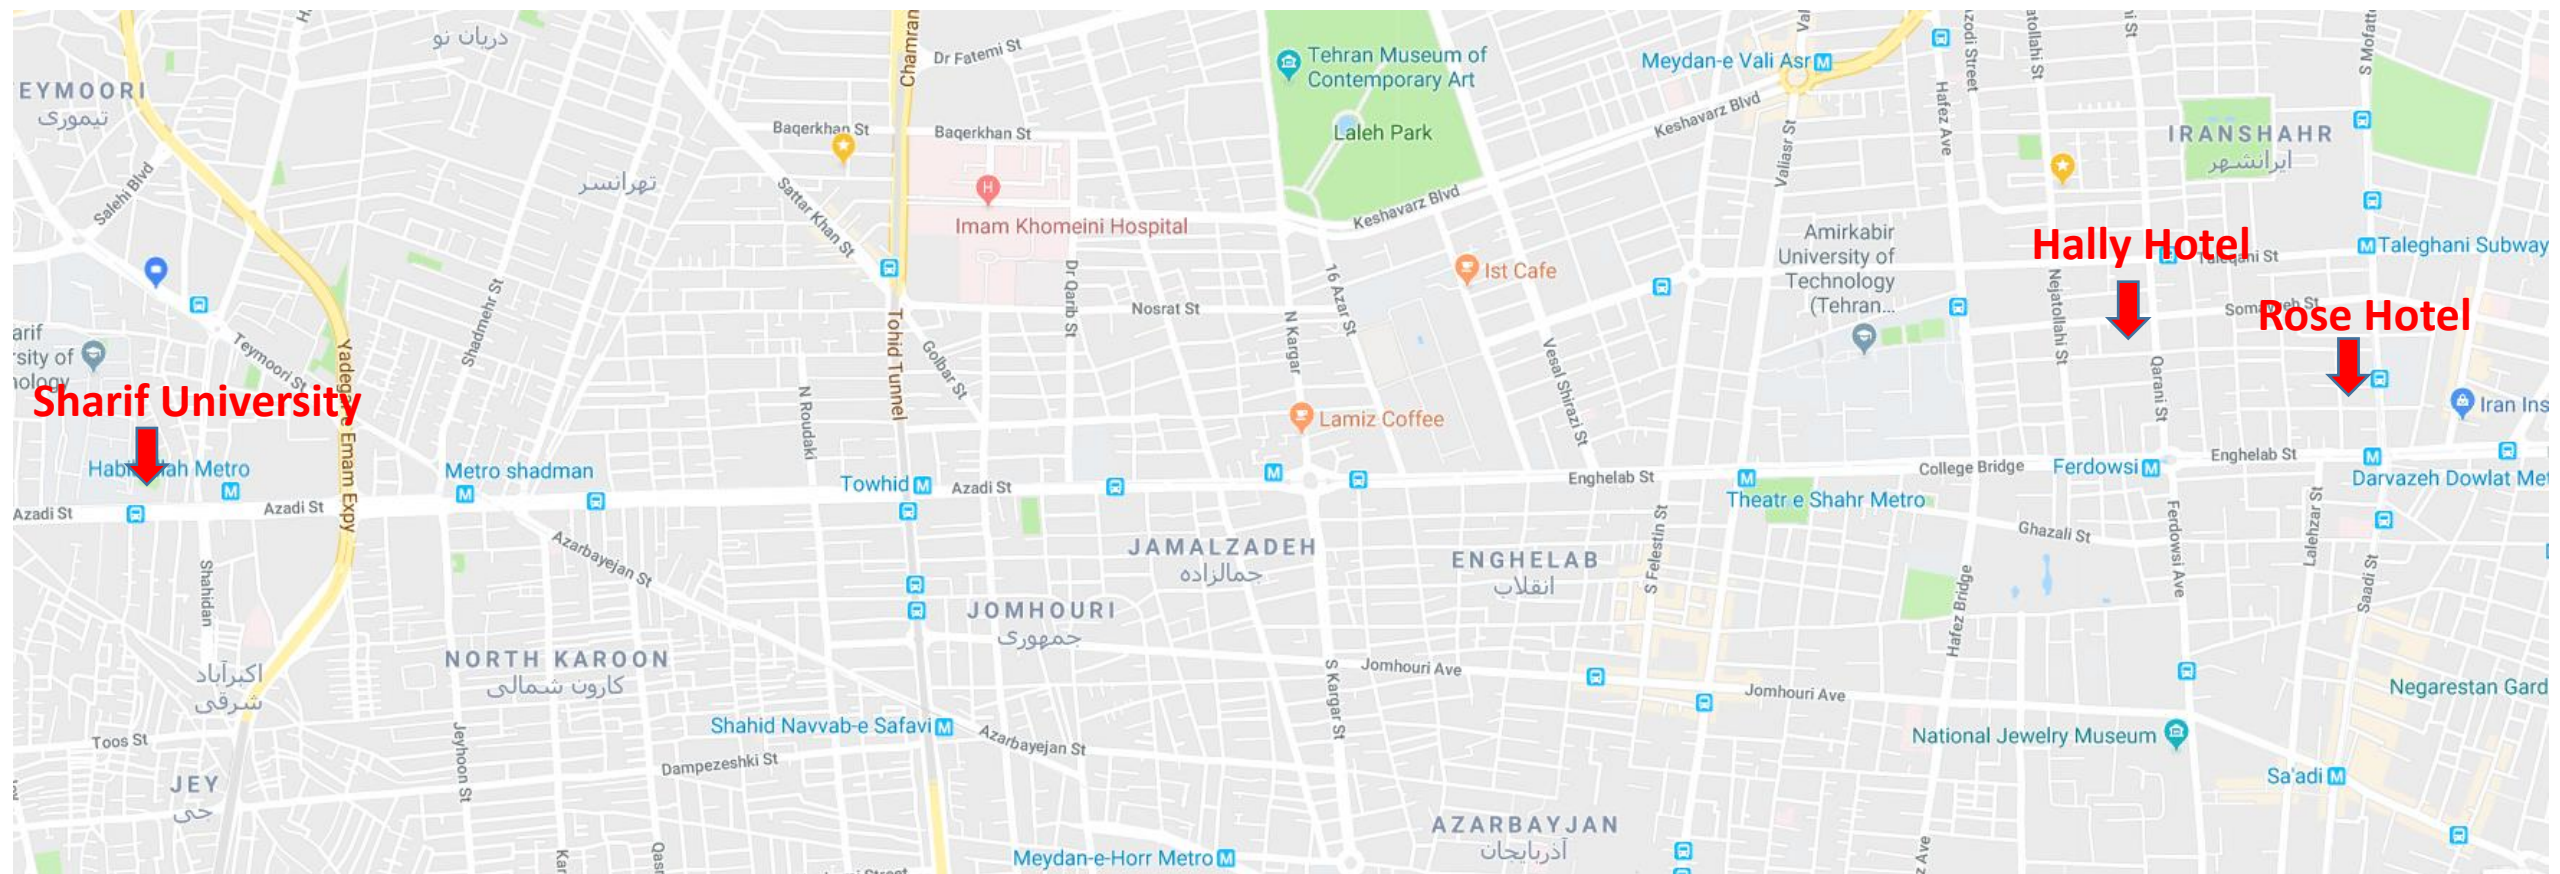 دریان نو
Chamran
Dr Fatemi St
Tehran Museum of
Contemporary Art
Meydan-e Vali Asr
S Mofatt
EYMOORI
تیموری
Baqerkhan St
Baqerkhan St
Laleh Park
Keshavarz Blvd
Hafez Ave
Valiasr St
IRANSHAHR
ایرانشهر
Salehi Blvd
تهرانسر
Sattar Khan St
Imam Khomeini Hospital
Keshavarz Blvd
Amirkabir
University of
Technology
(Tehran...
Hally Hotel
Taleghani Subway
Ist Cafe
16 Azar St
Dr Qarib St
Nosrat St
N Kargar
Nejatollahi St
Rose Hotel
Shadmehr St
Teymoori St
Tohid Tunnel
Golbar St
Vesal Shirazi St
Qarani St
arif
sity of
nology
Sharif University
Yadegar-e Emam Expy
N Roudaki
Lamiz Coffee
Iran Ins
Metro shadman
Towhid
Azadi St
Enghelab St
Theatr e Shahr Metro
College Bridge
Ferdowsi
Enghelab St
Darvazeh Dowlat Met
Azadi St
Azadi St
Azarbayejan St
Shahidan
JAMALZADEH
جمالزاده
ENGHELAB
انقلاب
S Felestin St
Ghazali St
Hafez Bridge
Ferdowsi Ave
Lalehzar St
Saadi St
JOMHOURI
جمهوری
NORTH KAROON
کارون شمالی
اکبرآباد
شرقی
Jomhouri Ave
Jomhouri Ave
S Kargar St
Negarestan Gard
Toos St
Jeyhoon St
Shahid Navvab-e Safavi
Azarbayejan St
National Jewelry Museum
Dampezeshki St
Sa'adi
JEY
جی
AZARBAYJAN
آذربایجان
Meydan-e-Horr Metro